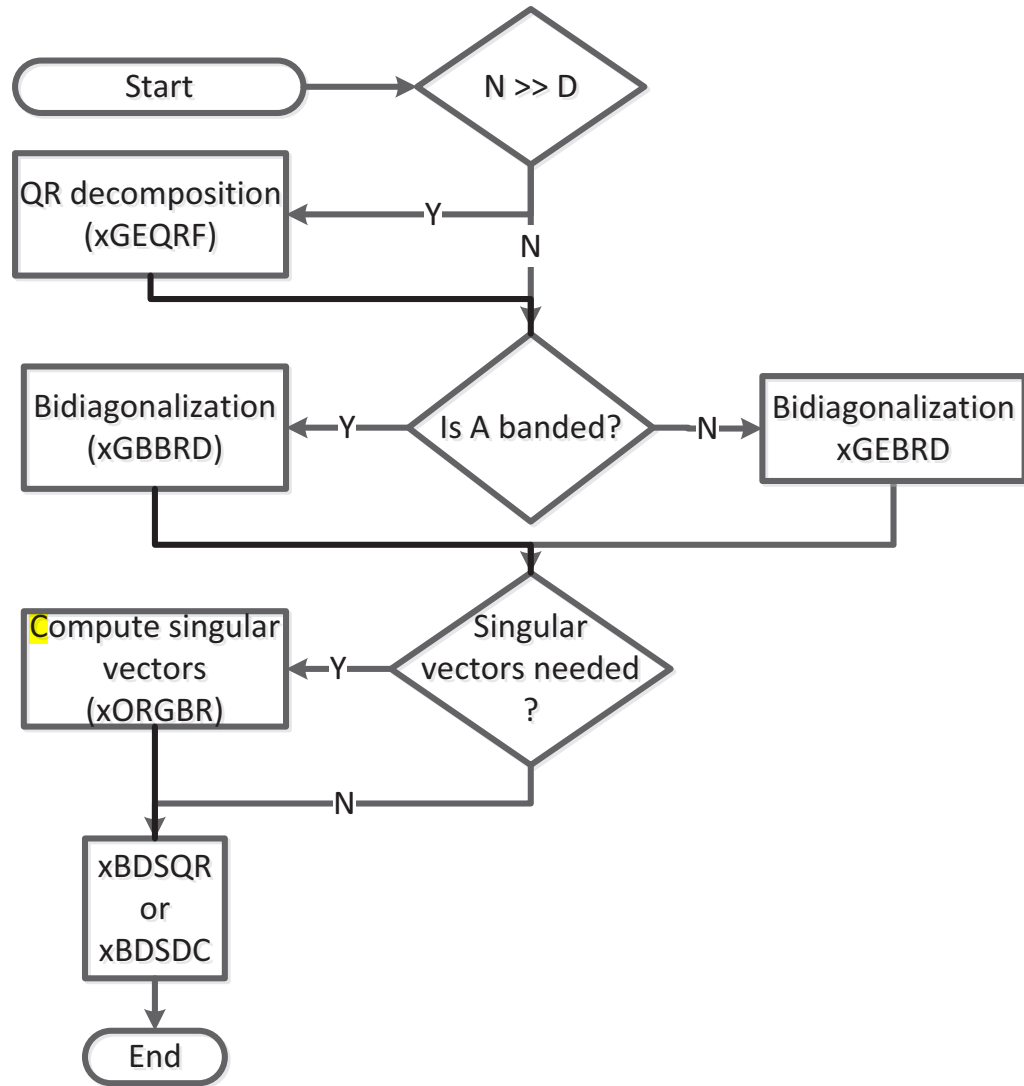 Start
N >> D
QR decomposition
(xGEQRF)
Y
N
Bidiagonalization
(xGBBRD)
Y
Is A banded?
N
Bidiagonalization
xGEBRD
Compute singular
vectors
(xORGBR)
Y
Singular
vectors needed
?
N
xBDSQR
or
xBDSDC
End